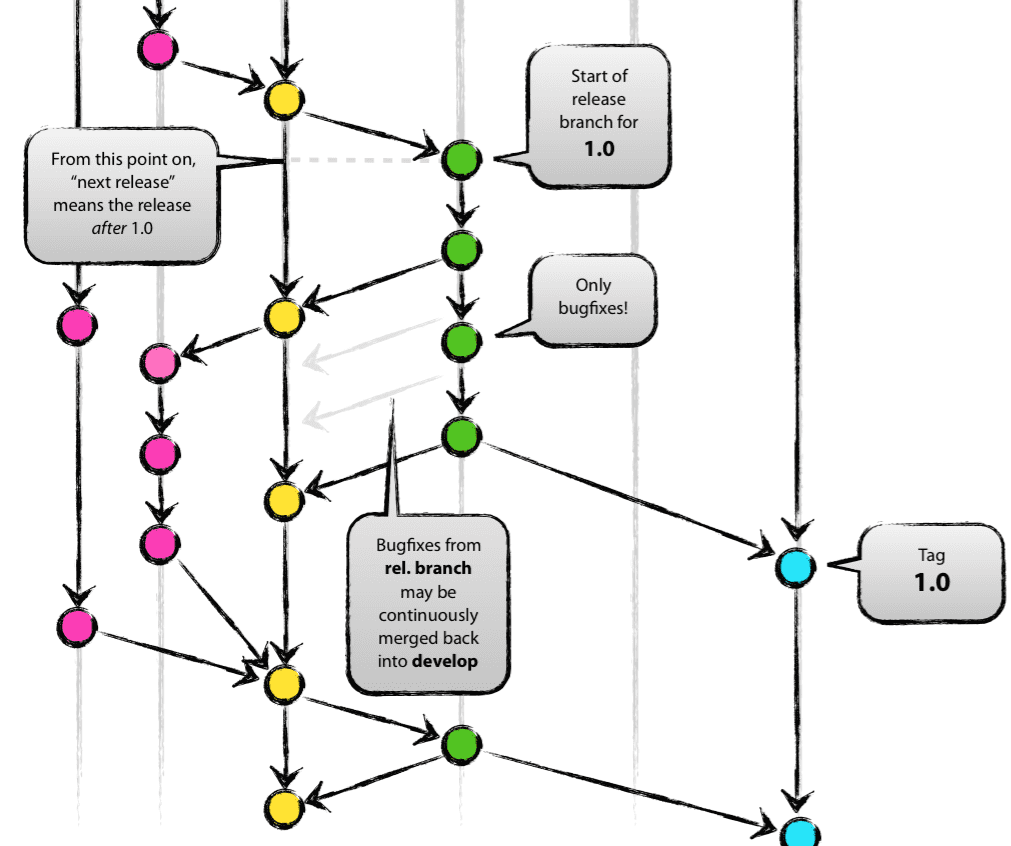 Start of
release
branch for
1.0
From this point on,
“next release”
means the release
after 1.0
Only
bugfixes!
Bugfixes from
rel. branch
may be
continuously
merged back
into develop
Tag
1.0